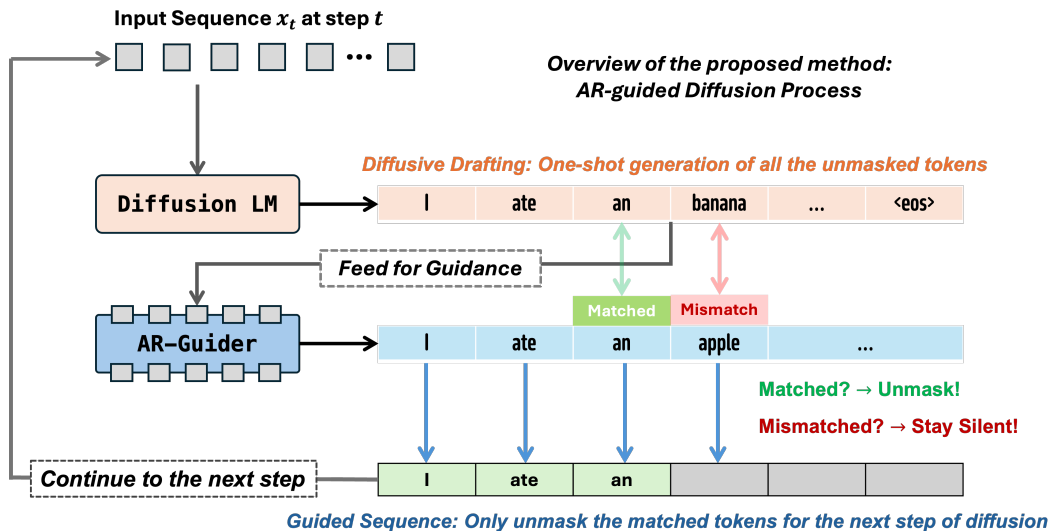 Input Sequence x_t at step t
Overview of the proposed method:
AR-guided Diffusion Process
Diffusive Drafting: One-shot generation of all the unmasked tokens
Diffusion LM
I ate an banana ... <eos>
Feed for Guidance
Matched Mismatch
AR-Guider
I ate an apple ...
Matched? → Unmask!
Mismatched? → Stay Silent!
Continue to the next step
I ate an
Guided Sequence: Only unmask the matched tokens for the next step of diffusion